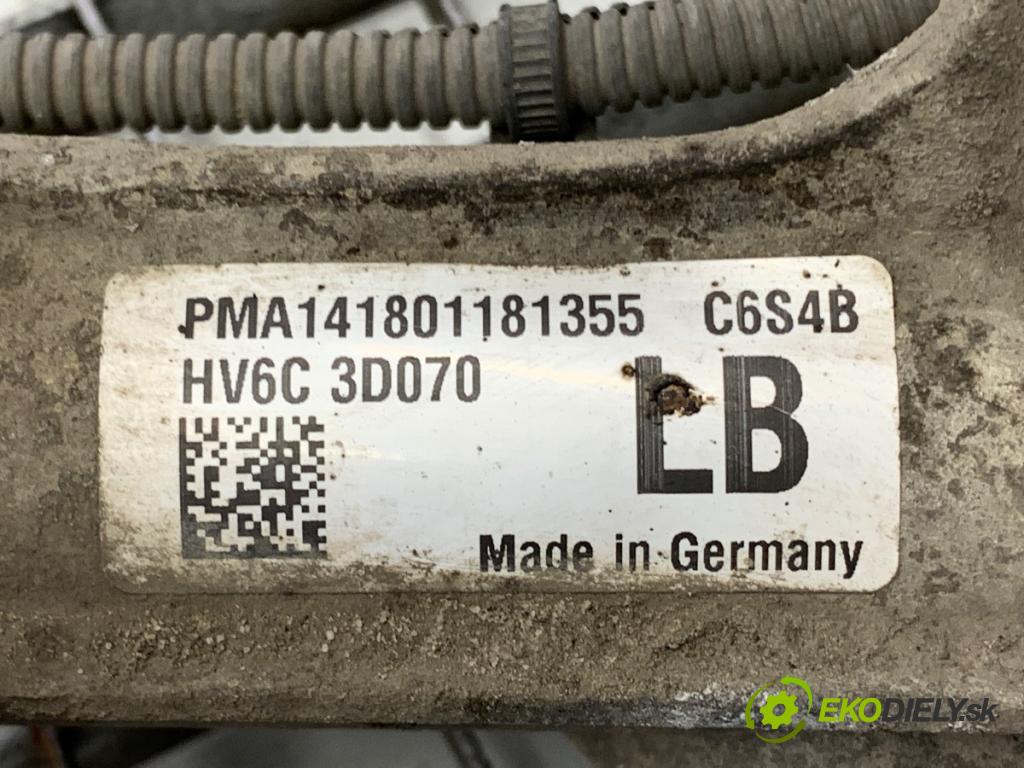 PMA141801181355 C6S4B
HV6C 3D070
LB
Made in Germany
EKODIELY.sk